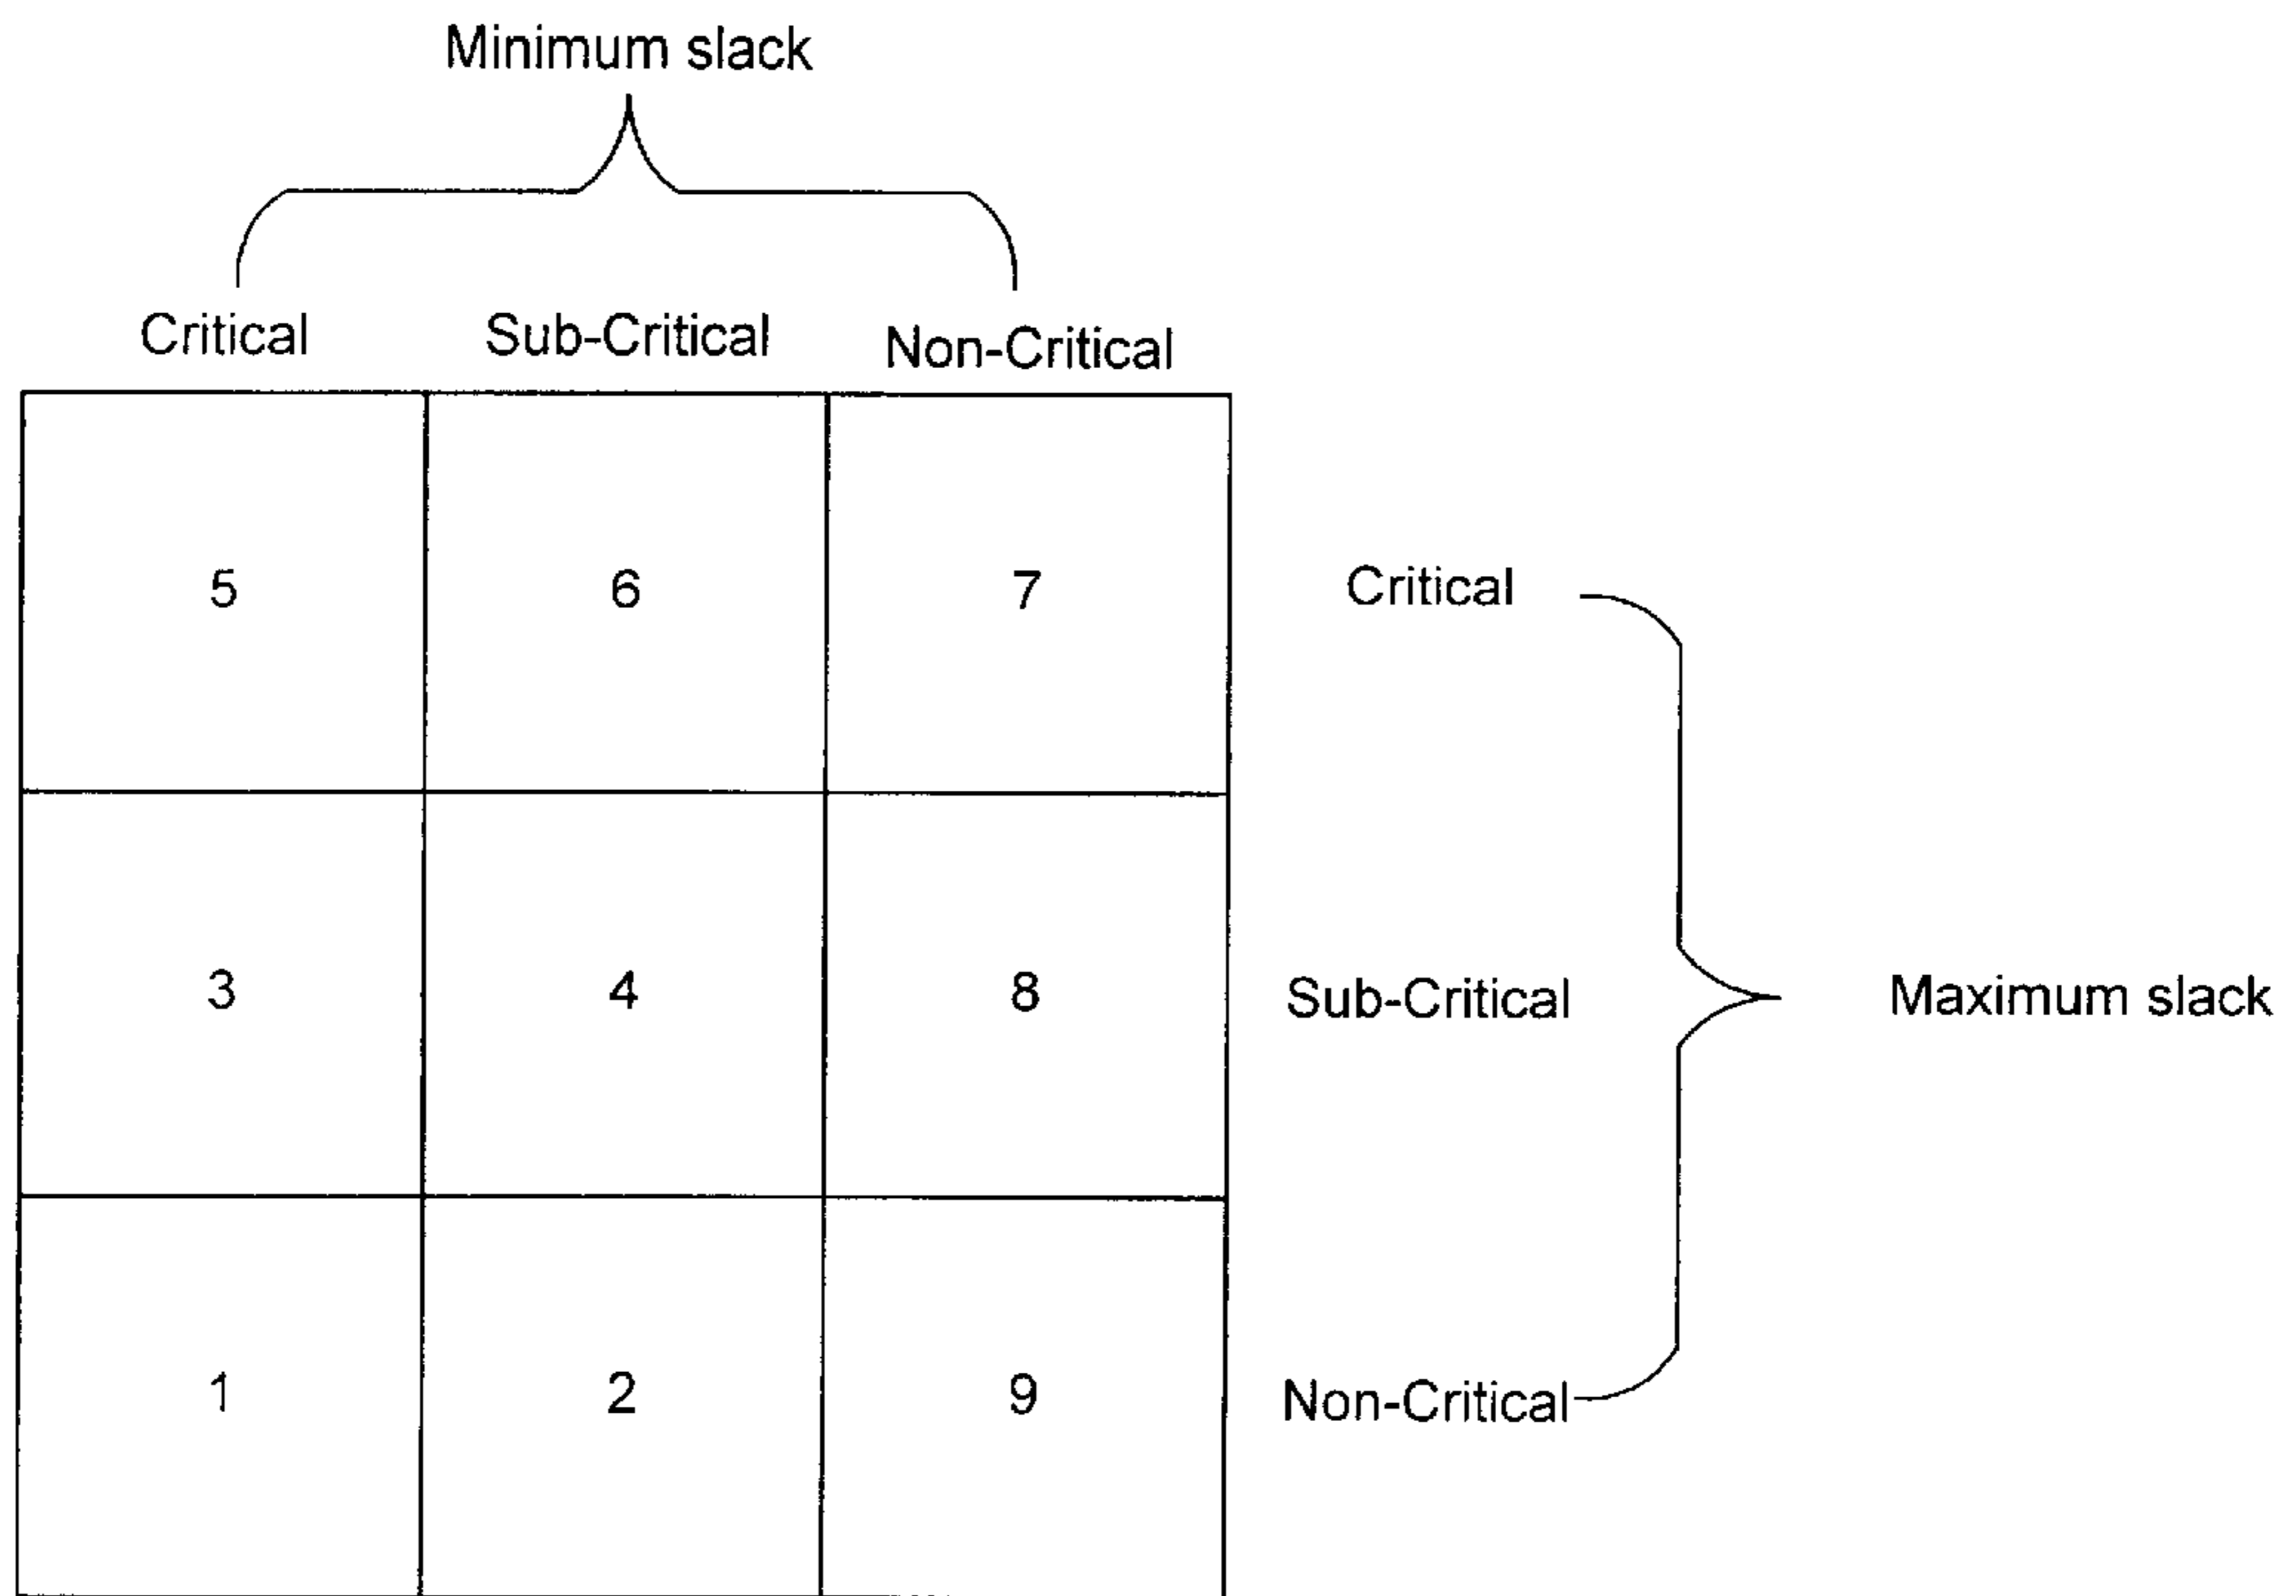 Minimum slack
Critical Sub-Critical Non-Critical
5 6 7 Critical
3 4 8 Sub-Critical Maximum slack
1 2 9 Non-Critical